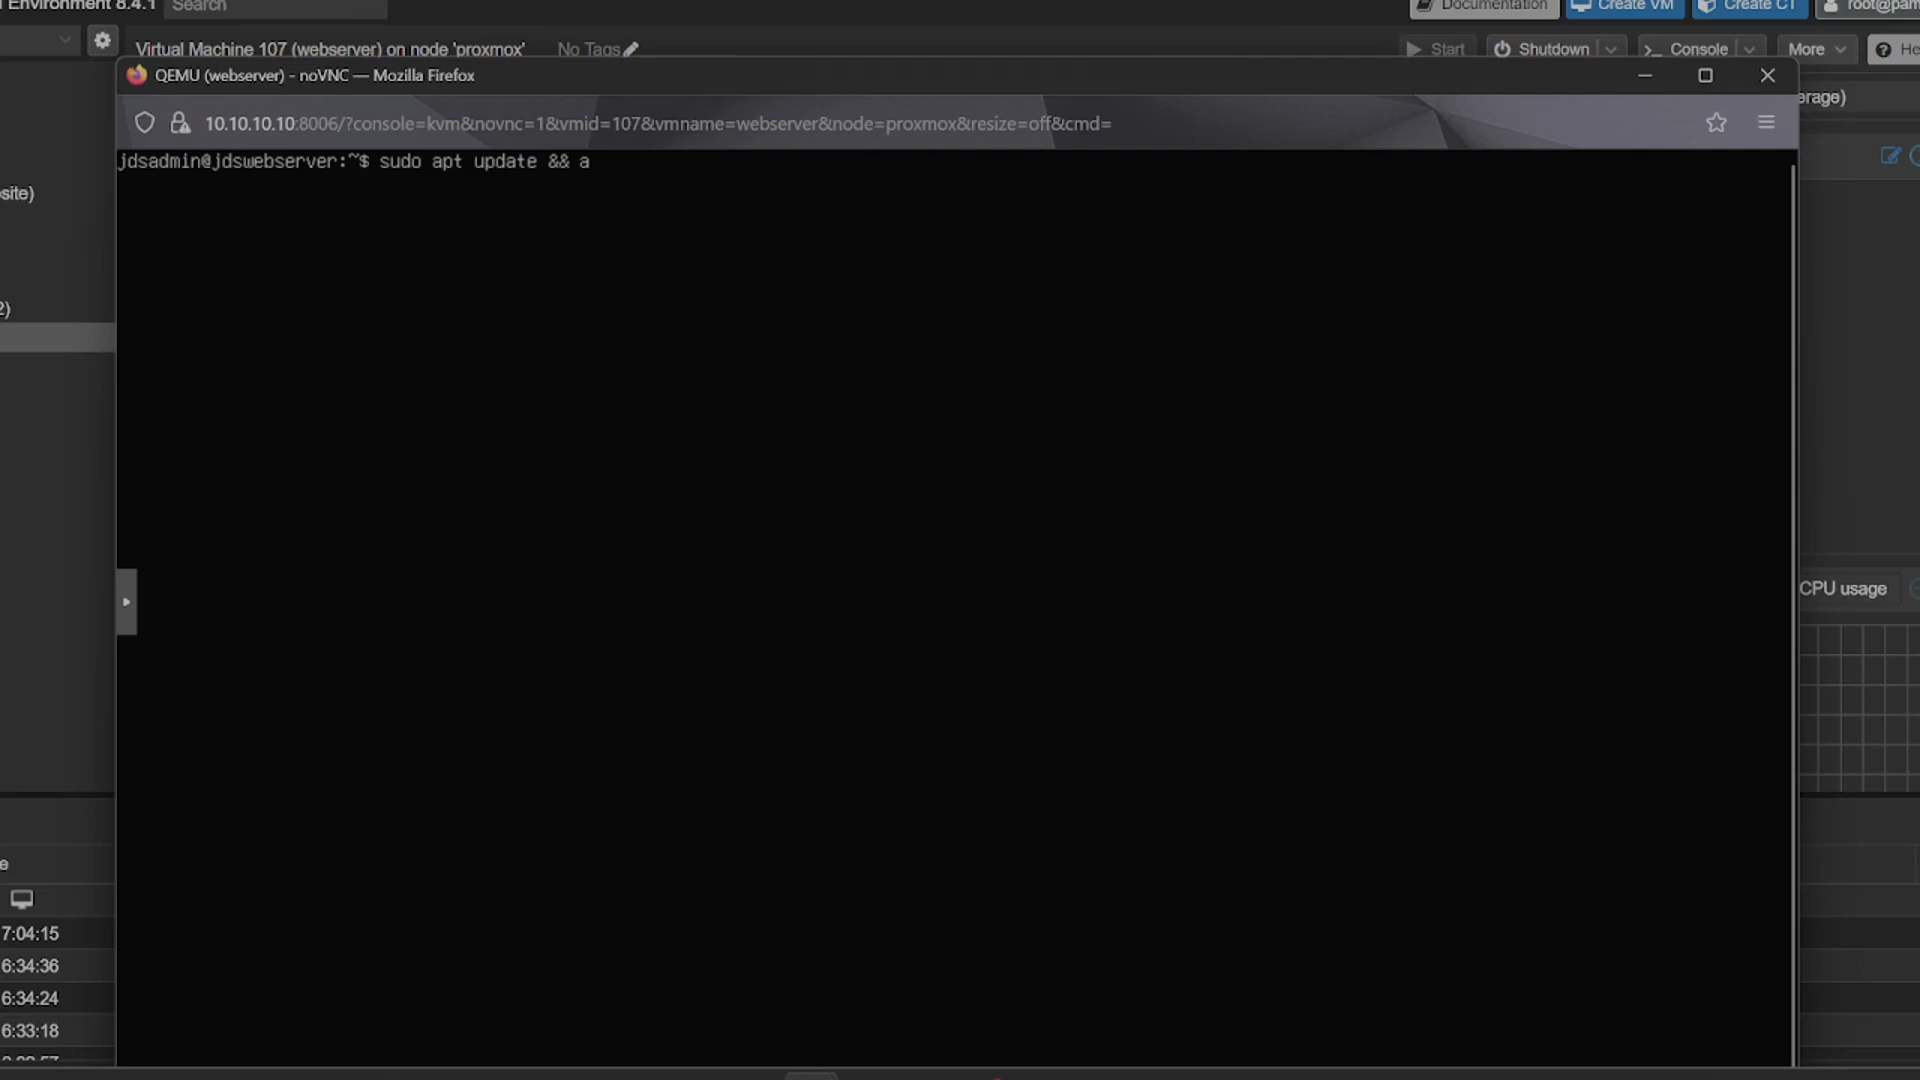 Environment 8.4.1
Search
Documentation
Create VM
Create CT
root@pam
Virtual Machine 107 (webserver) on node 'proxmox'
No Tags
Start
Shutdown
Console
More
He
QEMU (webserver) - noVNC — Mozilla Firefox
erage)
10.10.10.10:8006/?console=kvm&novnc=1&vmid=107&vmname=webserver&node=proxmox&resize=off&cmd=
jdsadmin@jdswebserver:~$ sudo apt update && a
site)
2)
CPU usage
e
7:04:15
6:34:36
6:34:24
6:33:18